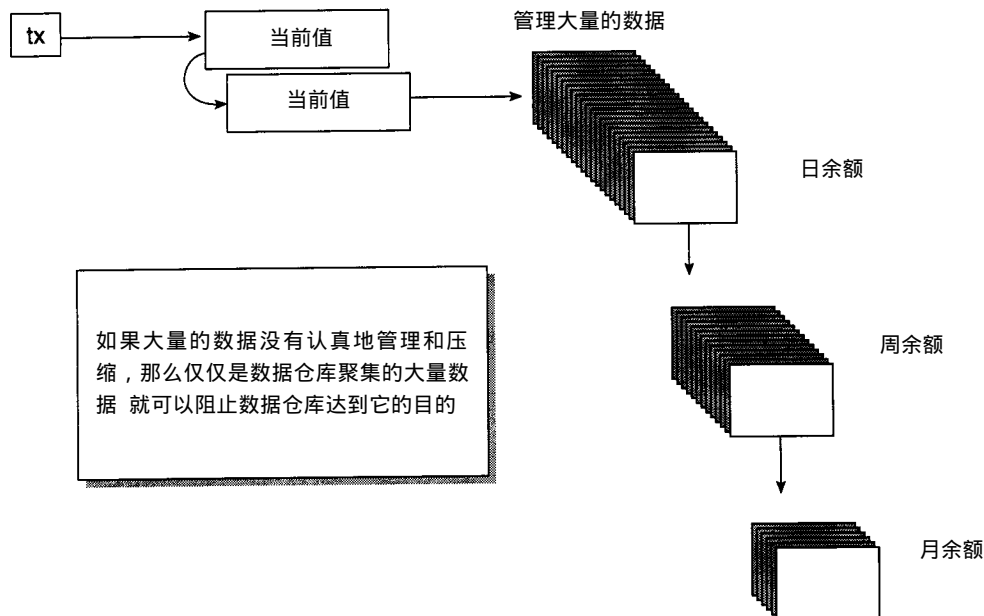 管理大量的数据
tx
当前值
当前值
日余额
如果大量的数据没有认真地管理和压
缩，那么仅仅是数据仓库聚集的大量数
据 就可以阻止数据仓库达到它的目的
周余额
月余额